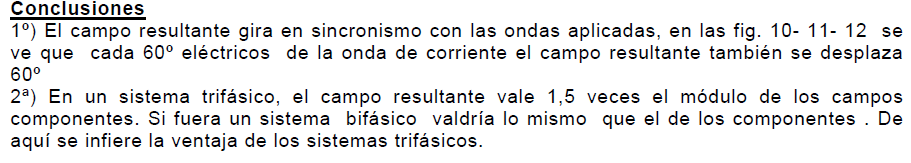 Conclusiones
1º) El campo resultante gira en sincronismo con las ondas aplicadas, en las fig. 10- 11- 12 se
ve que cada 60º eléctricos de la onda de corriente el campo resultante también se desplaza
60º
2ª) En un sistema trifásico, el campo resultante vale 1,5 veces el módulo de los campos
componentes. Si fuera un sistema bifásico valdría lo mismo que el de los componentes . De
aquí se infiere la ventaja de los sistemas trifásicos.